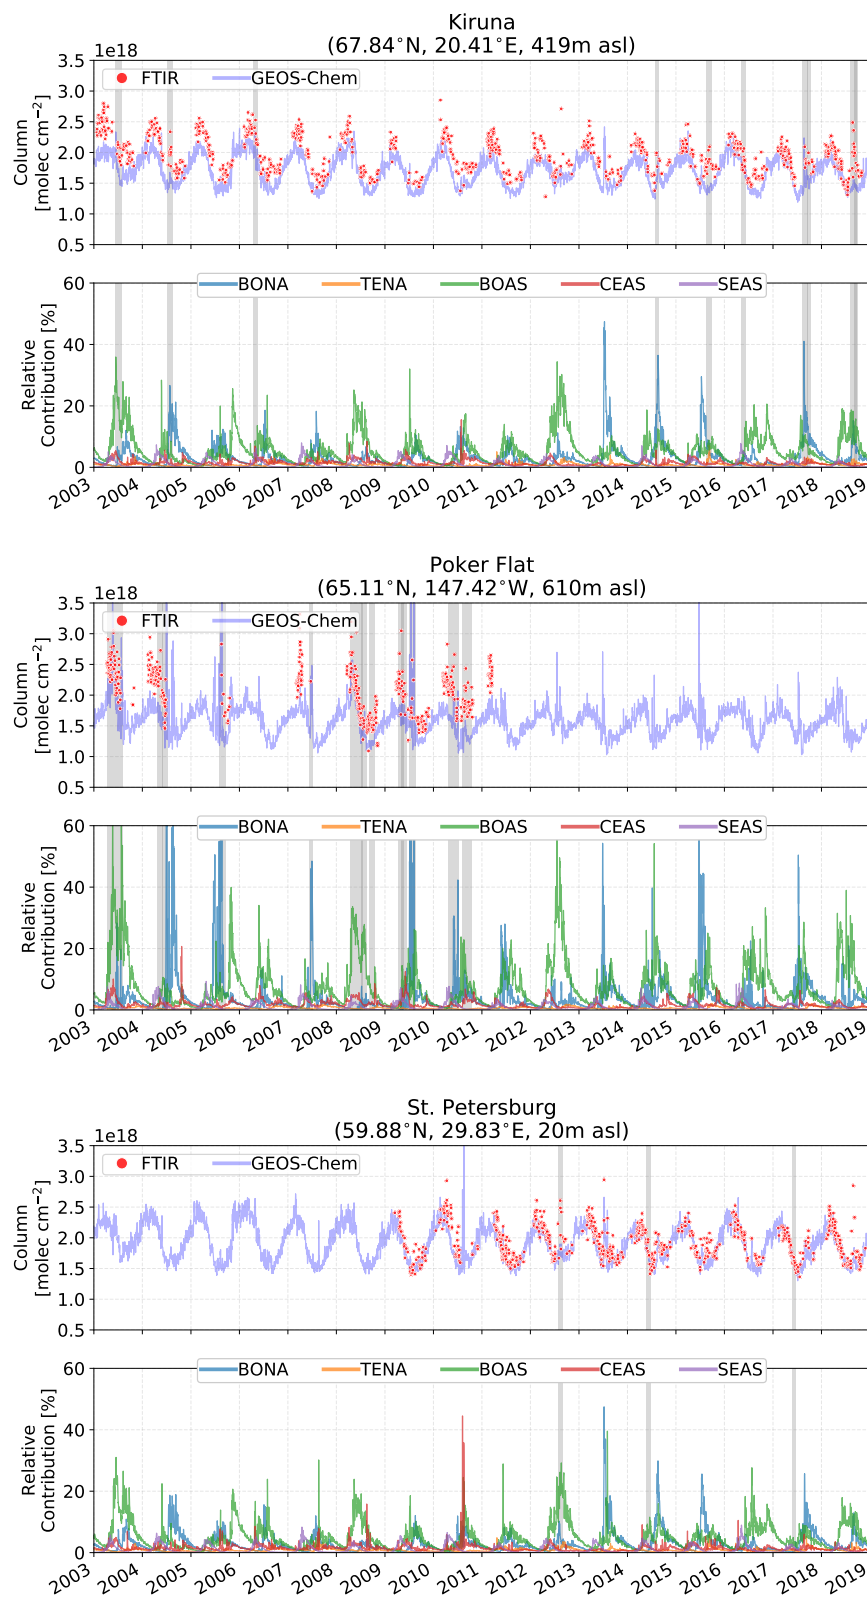 Kiruna
(67.84°N, 20.41°E, 419m asl)
1e18
3.5
3.0
2.5
2.0
1.5
1.0
0.5
Column
[molec cm⁻²]
FTIR GEOS-Chem
60
40
20
0
Relative
Contribution [%]
BONA TENA BOAS CEAS SEAS
2003 2004 2005 2006 2007 2008 2009 2010 2011 2012 2013 2014 2015 2016 2017 2018 2019
Poker Flat
(65.11°N, 147.42°W, 610m asl)
1e18
3.5
3.0
2.5
2.0
1.5
1.0
0.5
Column
[molec cm⁻²]
FTIR GEOS-Chem
60
40
20
0
Relative
Contribution [%]
BONA TENA BOAS CEAS SEAS
2003 2004 2005 2006 2007 2008 2009 2010 2011 2012 2013 2014 2015 2016 2017 2018 2019
St. Petersburg
(59.88°N, 29.83°E, 20m asl)
1e18
3.5
3.0
2.5
2.0
1.5
1.0
0.5
Column
[molec cm⁻²]
FTIR GEOS-Chem
60
40
20
0
Relative
Contribution [%]
BONA TENA BOAS CEAS SEAS
2003 2004 2005 2006 2007 2008 2009 2010 2011 2012 2013 2014 2015 2016 2017 2018 2019